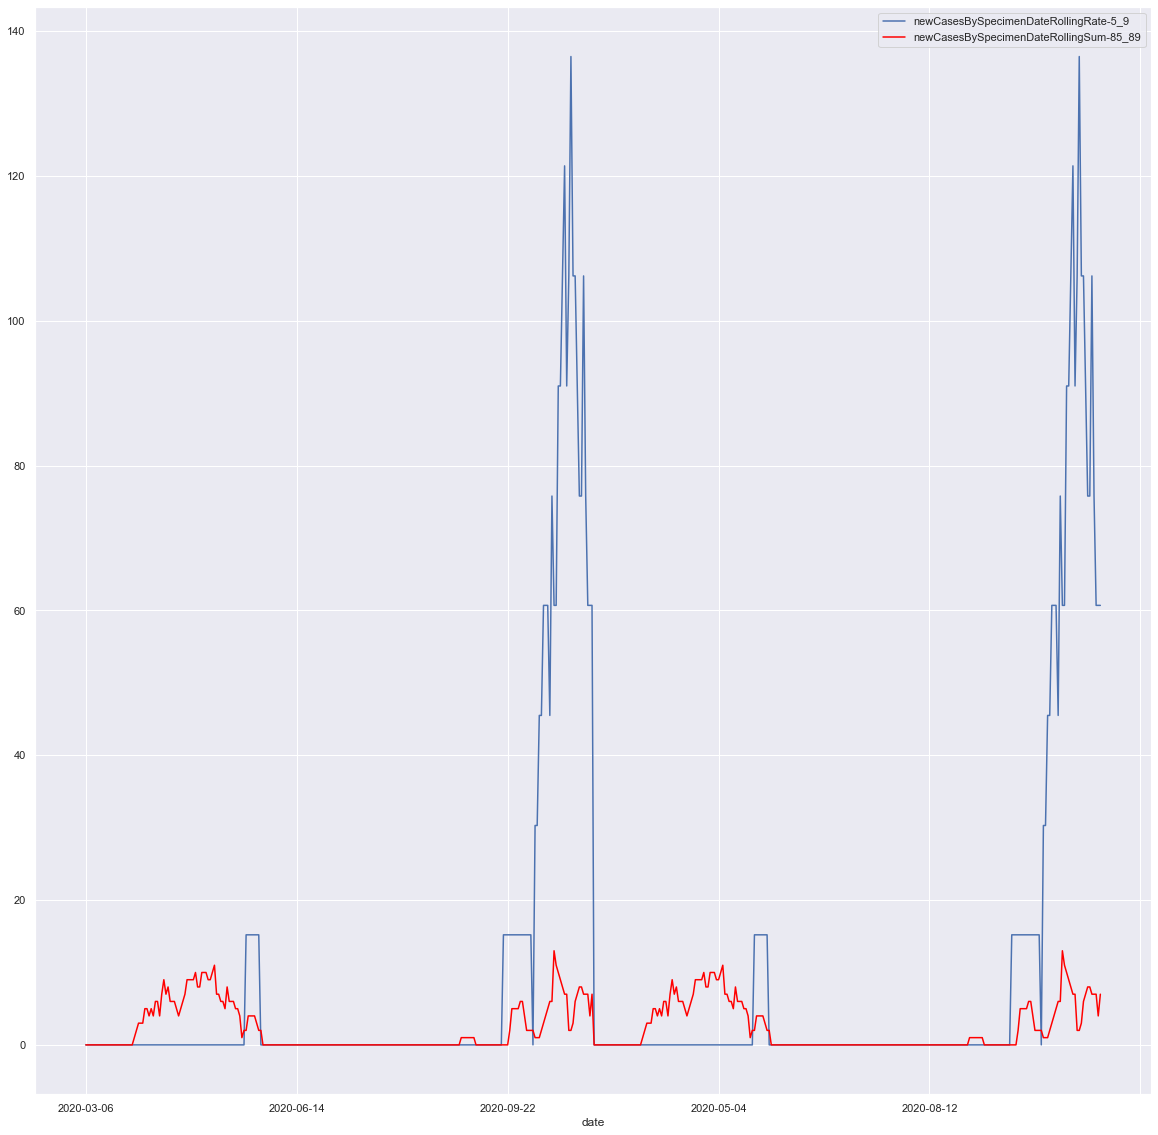 newCasesBySpecimenDateRollingRate-5_9
newCasesBySpecimenDateRollingSum-85_89
140
120
100
80
60
40
20
0
2020-03-06 2020-06-14 2020-09-22 2020-05-04 2020-08-12
date